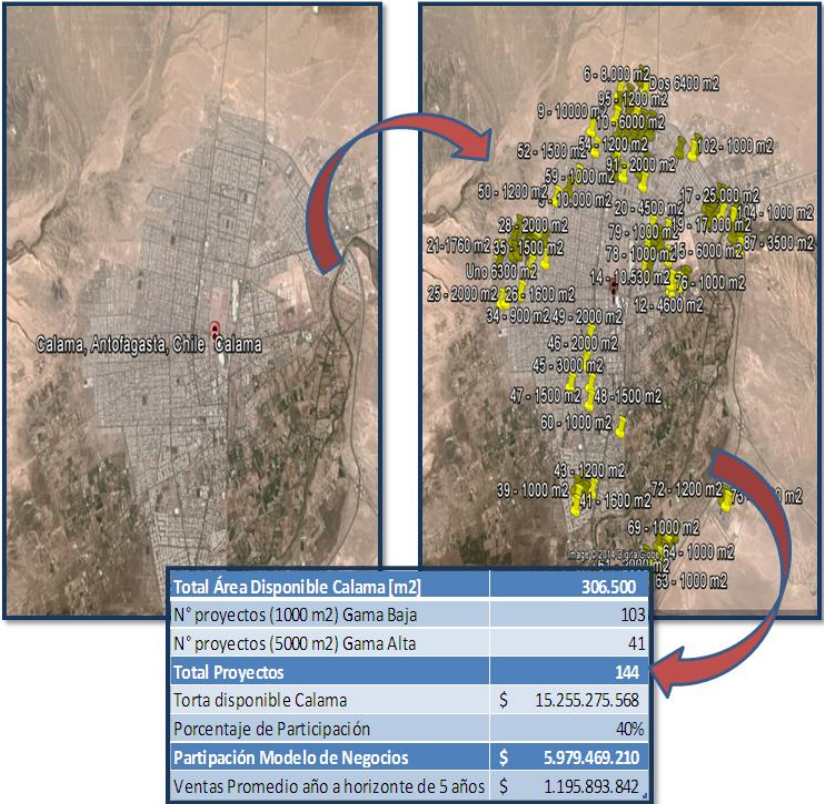 Calama, Antofagasta, Chile Calama
6 - 8.000 m2
Dos 6400 m2
95 - 1200 m2
9 - 10000 m2
10 - 6000 m2
94 - 1200 m2
102 - 1000 m2
52 - 1500 m2
91 - 2000 m2
59 - 1000 m2
50 - 1200 m2
10.000 m2
17 - 25.000 m2
20 - 4500 m2
104 - 1000 m2
28 - 2000 m2
79 - 1000 m2
19 - 17.000 m2
21-1760 m2
35 - 1500 m2
78 - 1000 m2
15 - 6000 m2
87 - 3500 m2
Uno 6300 m2
14 - 10.530 m2
76 - 1000 m2
25 - 2000 m2
26 - 1600 m2
12 - 4600 m2
34 - 900 m2
49 - 2000 m2
46 - 2000 m2
45 - 3000 m2
47 - 1500 m2
48 -1500 m2
60 - 1000 m2
43 - 1200 m2
39 - 1000 m2
41 - 1600 m2
72 - 1200 m2
m2
69 - 1000 m2
Image © 2014 DigitalGlobe
64 - 1000 m2
63 - 1000 m2
Total Área Disponible Calama [m2] 306.500
N° proyectos (1000 m2) Gama Baja 103
N° proyectos (5000 m2) Gama Alta 41
Total Proyectos 144
Torta disponible Calama $ 15.255.275.568
Porcentaje de Participación 40%
Partipación Modelo de Negocios $ 5.979.469.210
Ventas Promedio año a horizonte de 5 años $ 1.195.893.842